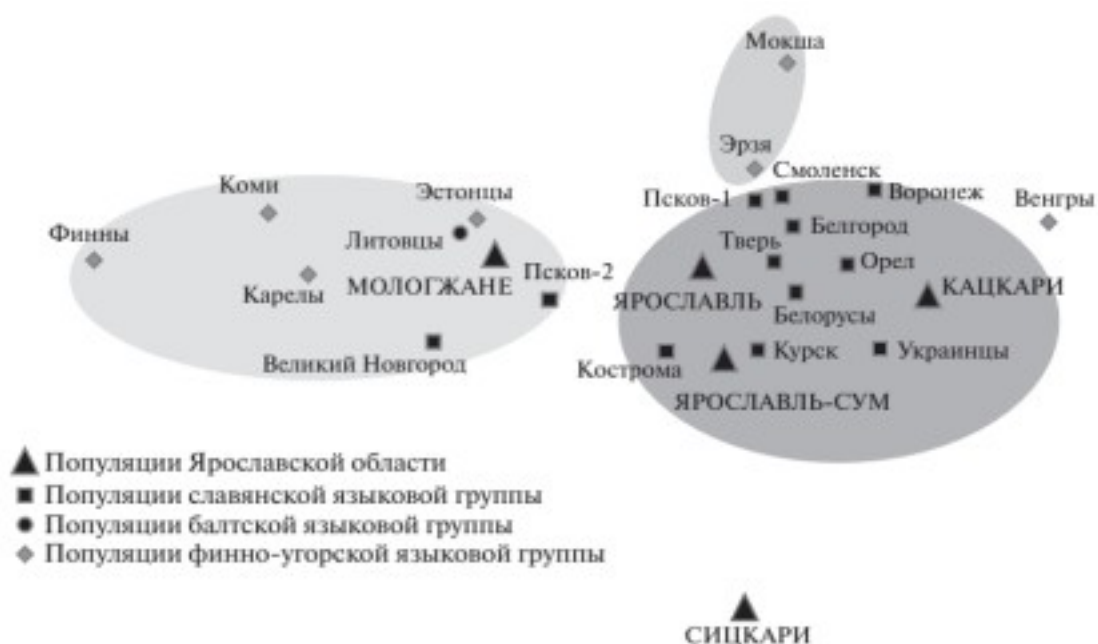 Мокша
Эрзя
Смоленск
Коми
Эстонцы
Псков-1
Воронеж
Венгры
Финны
Литовцы
Белгород
Тверь
Псков-2
Орел
Карелы
МОЛОГЖАНЕ
ЯРОСЛАВЛЬ
КАЦКАРИ
Белорусы
Великий Новгород
Кострома
Курск
Украинцы
ЯРОСЛАВЛЬ-СУМ
Популяции Ярославской области
Популяции славянской языковой группы
Популяции балтской языковой группы
Популяции финно-угорской языковой группы
СИЦКАРИ